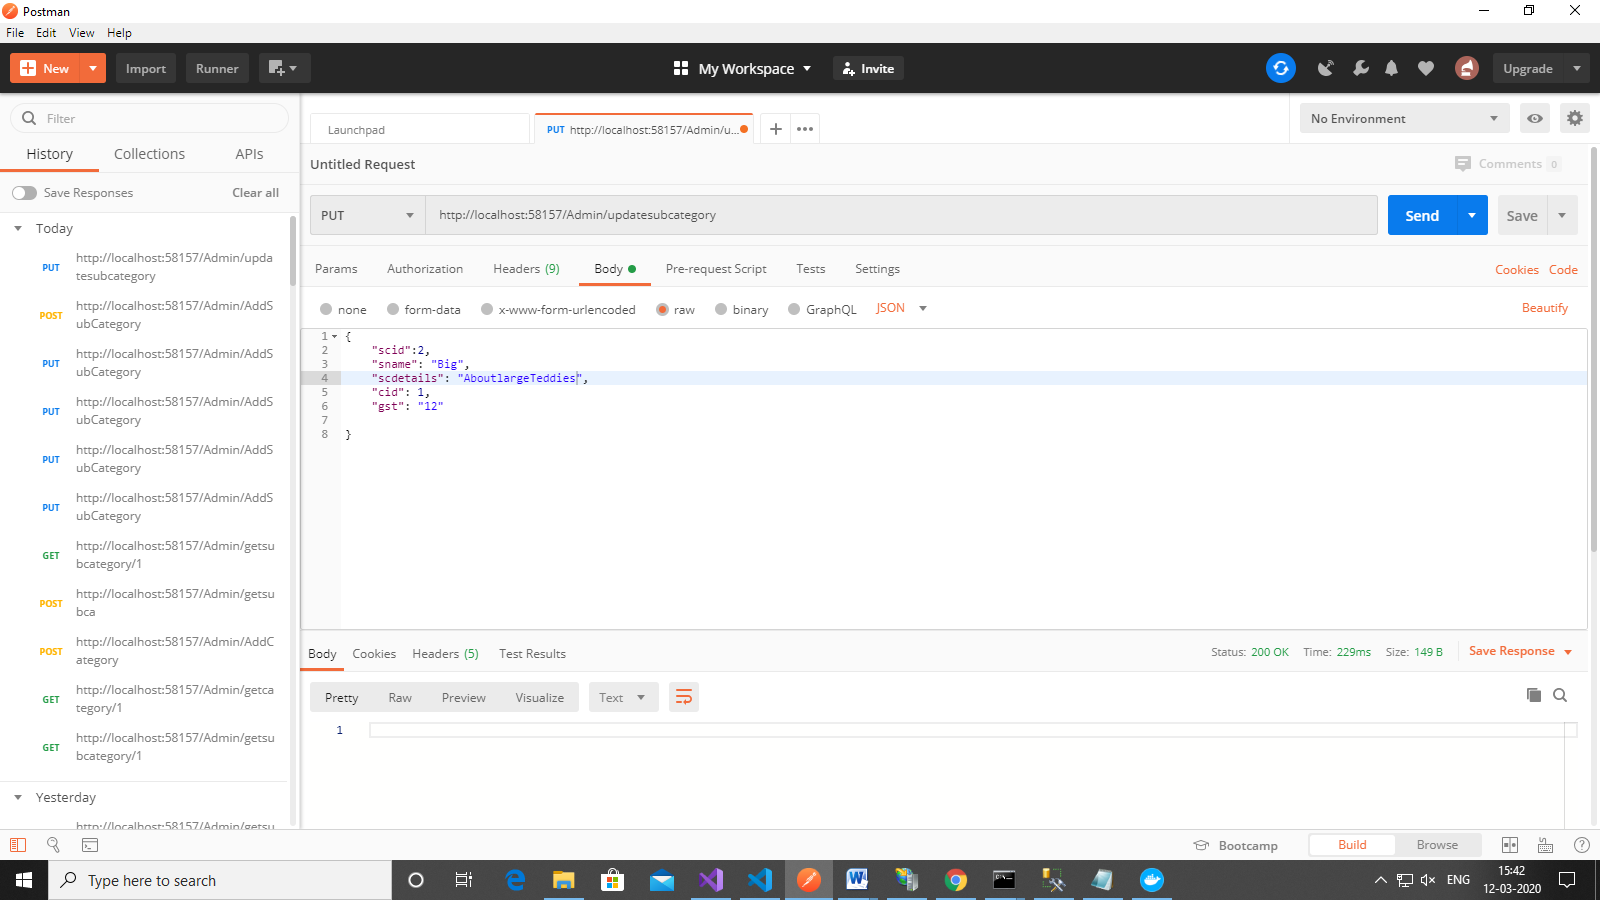 Postman
File Edit View Help
New Import Runner My Workspace Invite Upgrade
Filter
History Collections APIs
Save Responses Clear all
Today
PUT http://localhost:58157/Admin/upda
tesubcategory
POST http://localhost:58157/Admin/AddS
ubCategory
PUT http://localhost:58157/Admin/AddS
ubCategory
PUT http://localhost:58157/Admin/AddS
ubCategory
PUT http://localhost:58157/Admin/AddS
ubCategory
PUT http://localhost:58157/Admin/AddS
ubCategory
GET http://localhost:58157/Admin/getsu
bcategory/1
POST http://localhost:58157/Admin/getsu
bca
POST http://localhost:58157/Admin/AddC
ategory
GET http://localhost:58157/Admin/getca
tegory/1
GET http://localhost:58157/Admin/getsu
bcategory/1
Yesterday
http://localhost:58157/Admin/getsu
Launchpad PUT http://localhost:58157/Admin/u... No Environment
Untitled Request Comments 0
PUT http://localhost:58157/Admin/updatesubcategory Send Save
Params Authorization Headers (9) Body Pre-request Script Tests Settings Cookies Code
none form-data x-www-form-urlencoded raw binary GraphQL JSON Beautify
1 {
2 "scid":2,
3 "sname": "Big",
4 "scdetails": "AboutlargeTeddies",
5 "cid": 1,
6 "gst": "12"
7
8 }
Body Cookies Headers (5) Test Results Status: 200 OK Time: 229ms Size: 149 B Save Response
Pretty Raw Preview Visualize Text
1
Bootcamp Build Browse
Type here to search ENG 15:42
12-03-2020